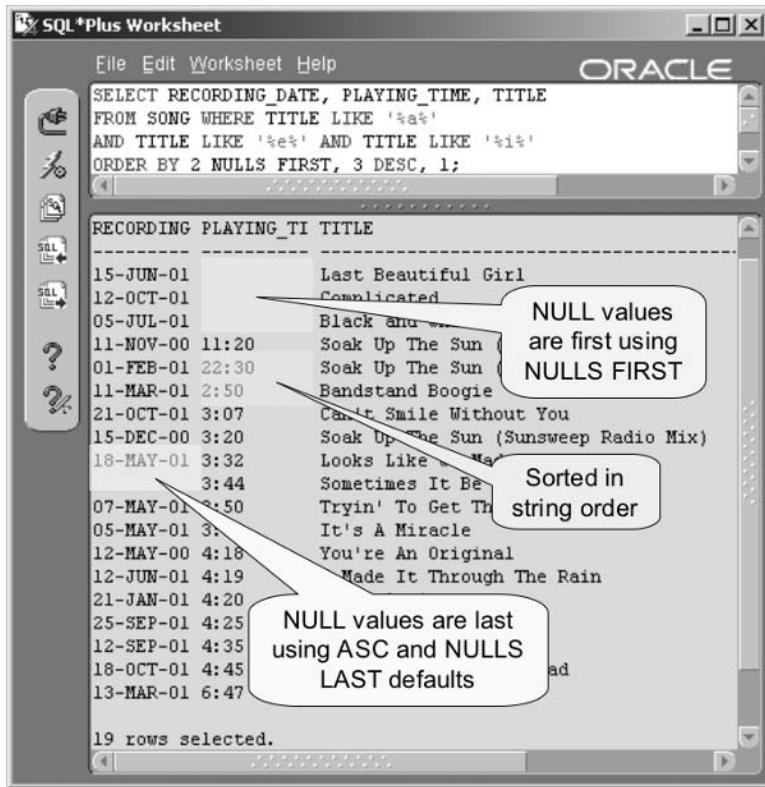 SQL*Plus Worksheet
File Edit Worksheet Help
ORACLE
SELECT RECORDING_DATE, PLAYING_TIME, TITLE
FROM SONG WHERE TITLE LIKE '%a%'
AND TITLE LIKE '%e%' AND TITLE LIKE '%i%'
ORDER BY 2 NULLS FIRST, 3 DESC, 1;
RECORDING PLAYING_TI TITLE
--------- ---------- ------------------------------------
15-JUN-01 Last Beautiful Girl
12-OCT-01 Complicated
05-JUL-01 Black and
11-NOV-00 11:20 Soak Up The Sun (
01-FEB-01 22:30 Soak Up The Sun (
11-MAR-01 2:50 Bandstand Boogie
21-OCT-01 3:07 Can't Smile Without You
15-DEC-00 3:20 Soak Up The Sun (Sunsweep Radio Mix)
18-MAY-01 3:32 Looks Like
3:44 Sometimes It Be
07-MAY-01 3:50 Tryin' To Get Th
05-MAY-01 3: It's A Miracle
12-MAY-00 4:18 You're An Original
12-JUN-01 4:19 Made It Through The Rain
21-JAN-01 4:20
25-SEP-01 4:25
12-SEP-01 4:35
18-OCT-01 4:45 ad
13-MAR-01 6:47
19 rows selected.
NULL values
are first using
NULLS FIRST
Sorted in
string order
NULL values are last
using ASC and NULLS
LAST defaults